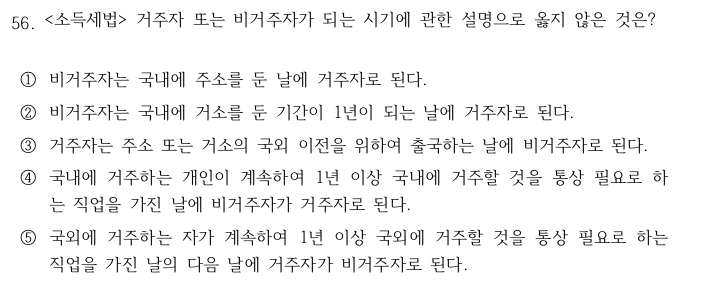 56. <소득세법> 거주자 또는 비거주자가 되는 시기에 관한 설명으로 옳지 않은 것은?
① 비거주자는 국내에 주소를 둔 날에 거주자로 된다.
② 비거주자는 국내에 거소를 둔 기간이 1년이 되는 날에 거주자로 된다.
③ 거주자는 주소 또는 거소의 국외 이전을 위하여 출국하는 날에 비거주자로 된다.
④ 국내에 거주하는 개인이 계속하여 1년 이상 국내에 거주할 것을 통상 필요로 하
는 직업을 가진 날에 비거주자가 거주자로 된다.
⑤ 국외에 거주하는 자가 계속하여 1년 이상 국외에 거주할 것을 통상 필요로 하는
직업을 가진 날의 다음 날에 거주자가 비거주자로 된다.